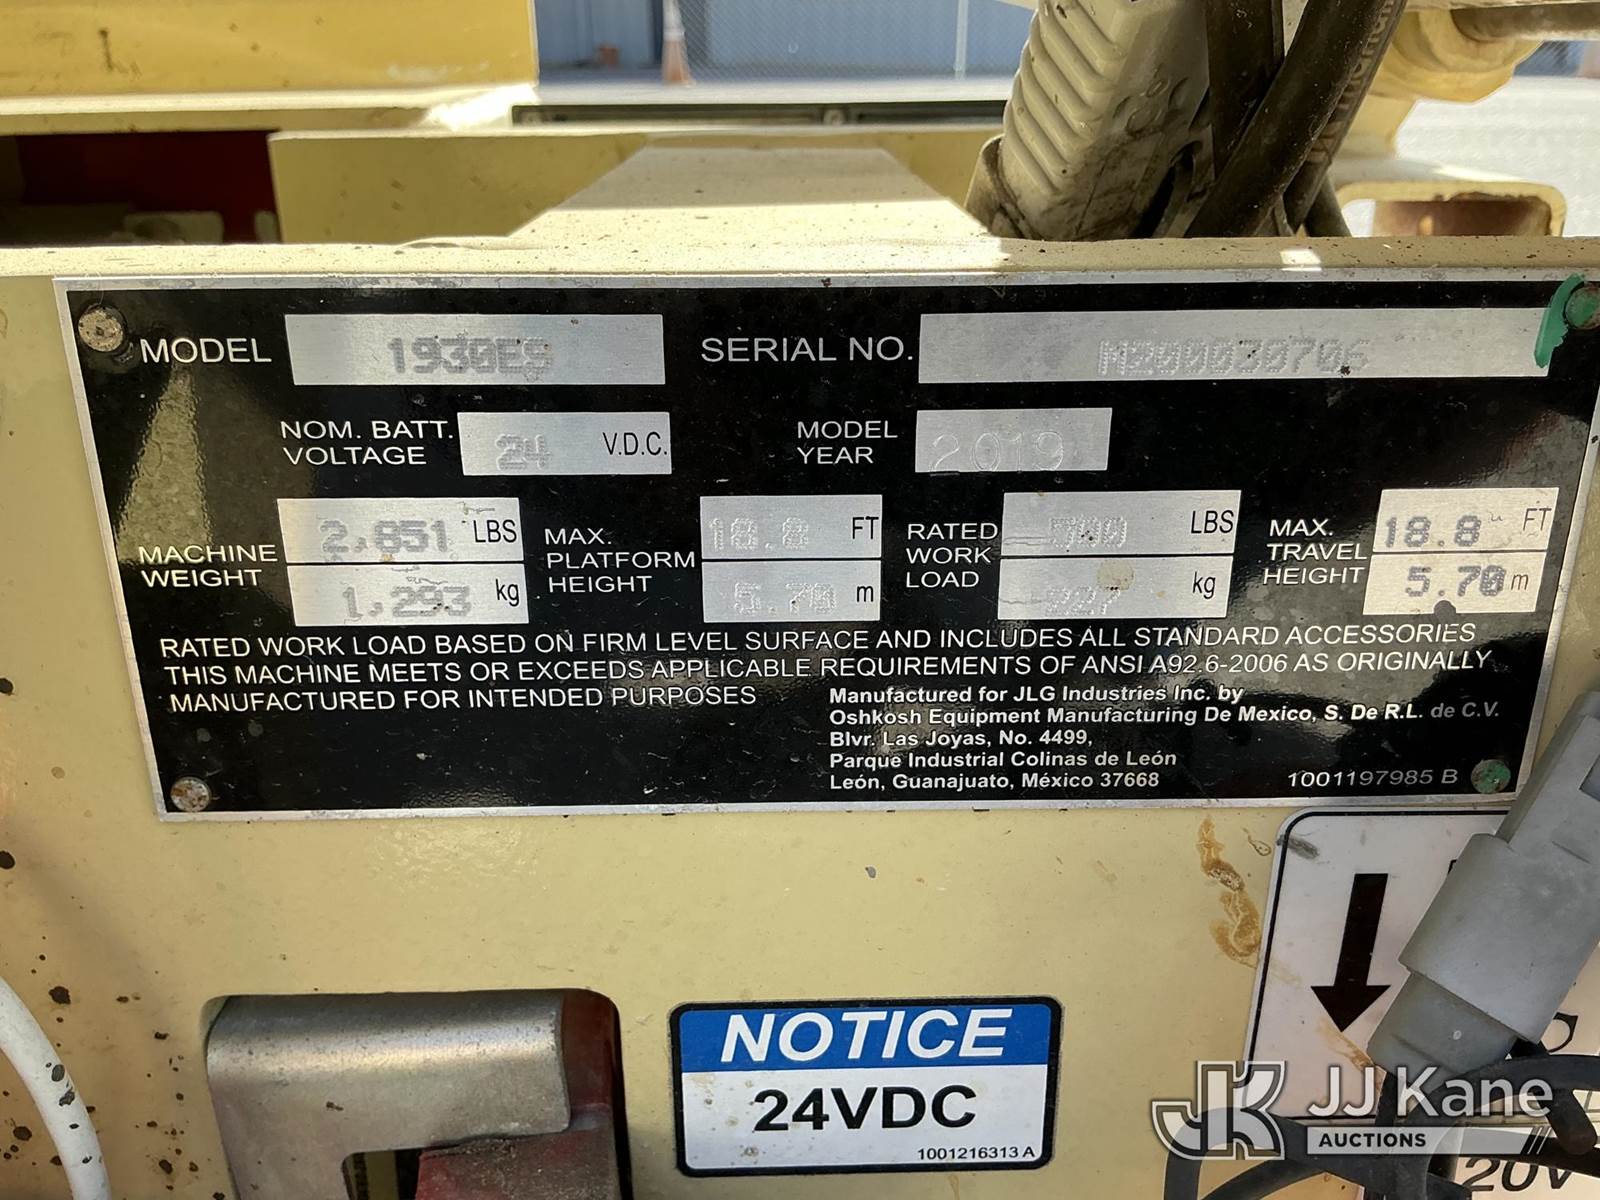 MODEL 1930ES SERIAL NO. M200030706
NOM. BATT. VOLTAGE 24 V.D.C. MODEL YEAR 2019
MACHINE WEIGHT 2,851 LBS 1,293 kg
MAX. PLATFORM HEIGHT 18.8 FT 5.70 m
RATED WORK LOAD 500 LBS 227 kg
MAX. TRAVEL HEIGHT 18.8 FT 5.70 m
RATED WORK LOAD BASED ON FIRM LEVEL SURFACE AND INCLUDES ALL STANDARD ACCESSORIES
THIS MACHINE MEETS OR EXCEEDS APPLICABLE REQUIREMENTS OF ANSI A92.6-2006 AS ORIGINALLY
MANUFACTURED FOR INTENDED PURPOSES
Manufactured for JLG Industries Inc. by
Oshkosh Equipment Manufacturing De Mexico, S. De R.L. de C.V.
Blvr. Las Joyas, No. 4499,
Parque Industrial Colinas de León
León, Guanajuato, México 37668
1001197985 B
NOTICE
24VDC
1001216313 A
JK JJ Kane
AUCTIONS